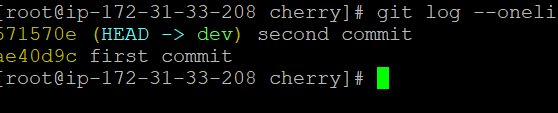 [root@ip-172-31-33-208 cherry]# git log --oneli
571570e (HEAD -> dev) second commit
ae40d9c first commit
[root@ip-172-31-33-208 cherry]#